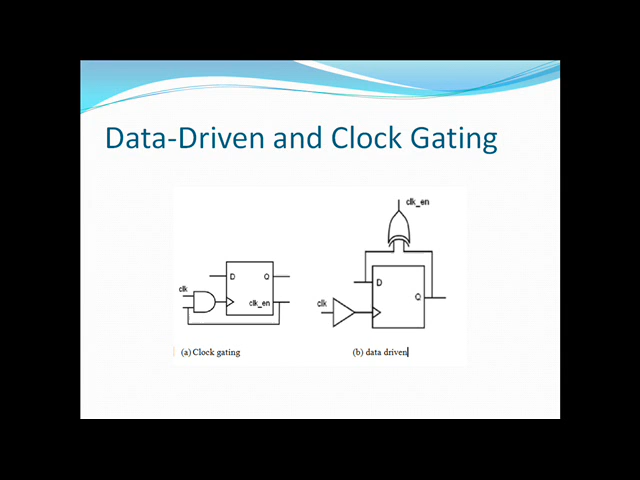 Data-Driven and Clock Gating
clk_en
D Q
clk
clk_en
D
Q
clk
(a) Clock gating
(b) data driven